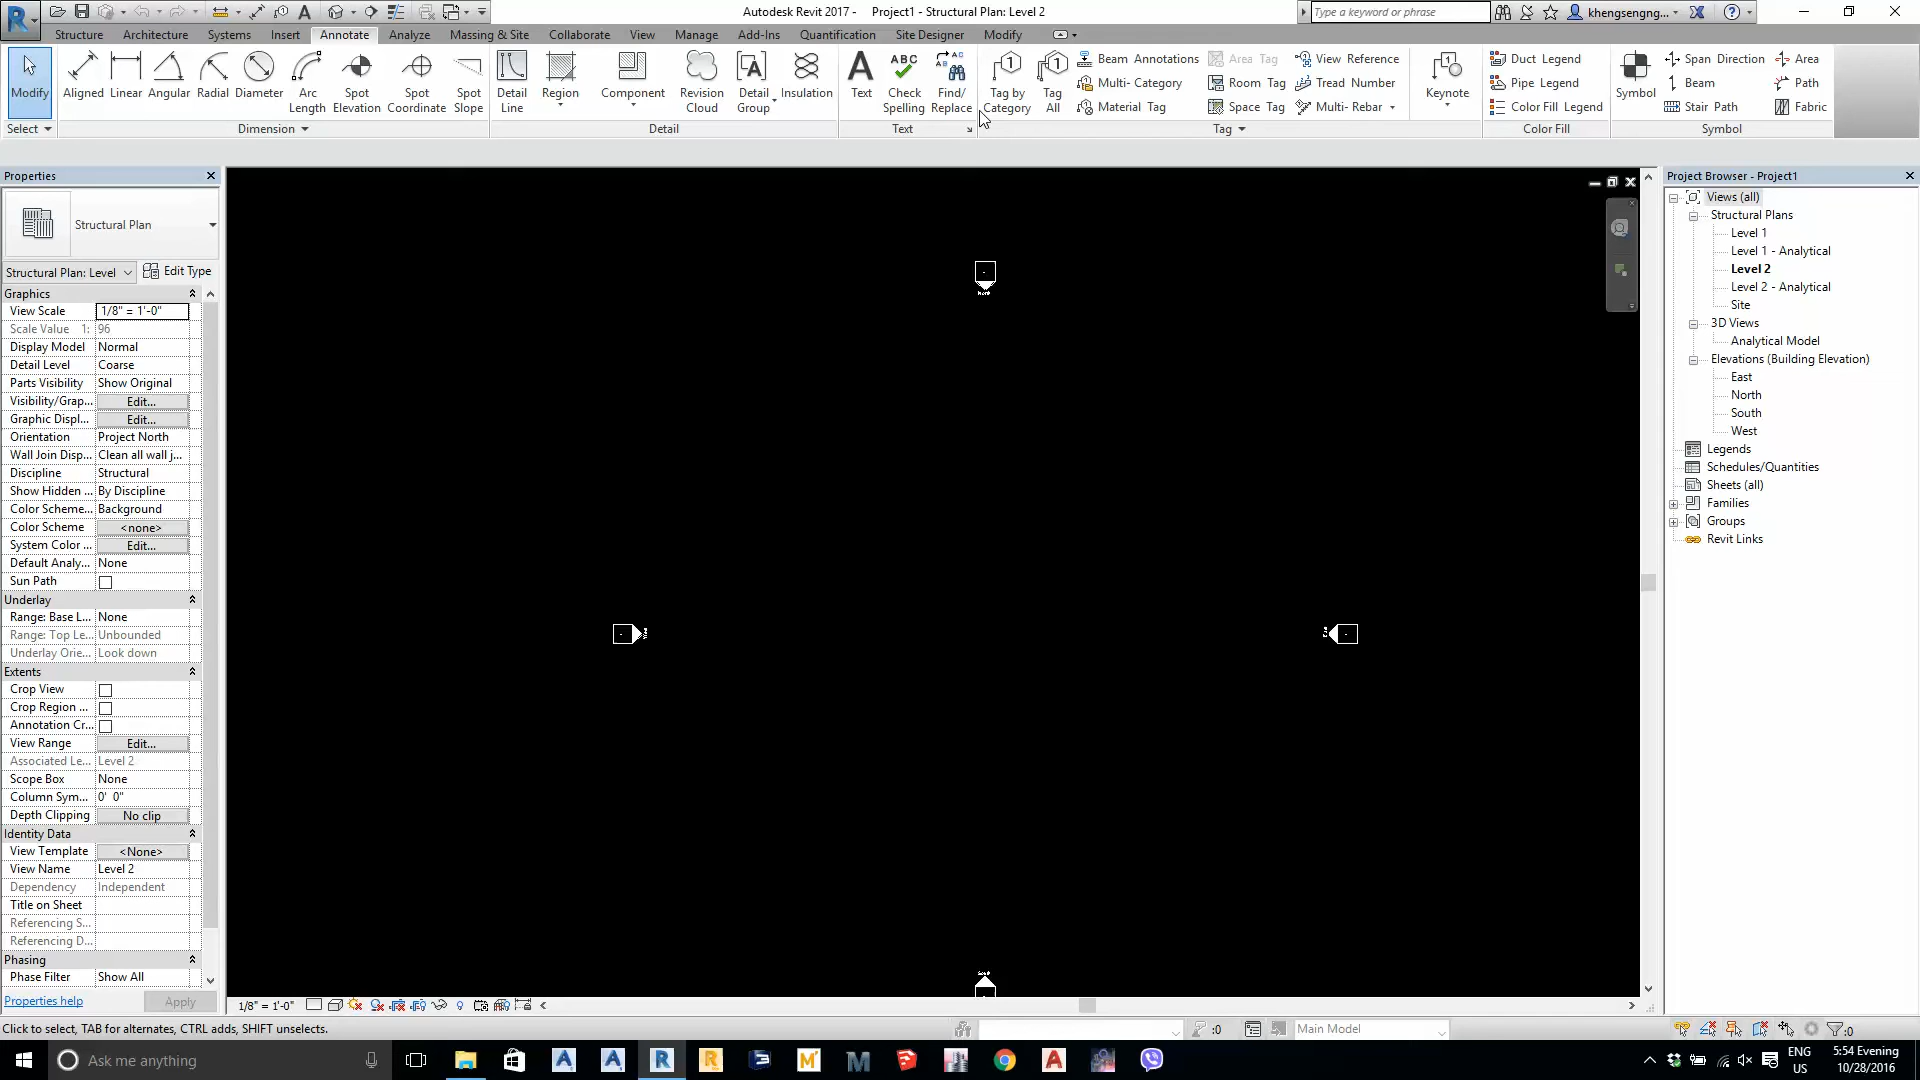 Autodesk Revit 2017 - Project1 - Structural Plan: Level 2
Type a keyword or phrase
khengsengng...
Structure Architecture Systems Insert Annotate Analyze Massing & Site Collaborate View Manage Add-Ins Quantification Site Designer Modify
Modify
Aligned Linear Angular Radial Diameter Arc Length Spot Elevation Spot Coordinate Spot Slope
Detail Line Region Component Revision Cloud Detail Group Insulation
Text Check Spelling Find/ Replace
Tag by Category Tag All
Beam Annotations
Multi- Category
Material Tag
Area Tag
Room Tag
Space Tag
View Reference
Tread Number
Multi- Rebar
Keynote
Duct Legend
Pipe Legend
Color Fill Legend
Symbol
Span Direction
Beam
Stair Path
Area
Path
Fabric
Select Dimension Detail Text Tag Color Fill Symbol
Properties
Structural Plan
Structural Plan: Level Edit Type
Graphics
View Scale 1/8" = 1'-0"
Scale Value 1: 96
Display Model Normal
Detail Level Coarse
Parts Visibility Show Original
Visibility/Grap... Edit...
Graphic Displ... Edit...
Orientation Project North
Wall Join Disp... Clean all wall j...
Discipline Structural
Show Hidden ... By Discipline
Color Scheme... Background
Color Scheme <none>
System Color ... Edit...
Default Analy... None
Sun Path
Underlay
Range: Base L... None
Range: Top Le... Unbounded
Underlay Orie... Look down
Extents
Crop View
Crop Region ...
Annotation Cr...
View Range Edit...
Associated Le... Level 2
Scope Box None
Column Sym... 0' 0"
Depth Clipping No clip
Identity Data
View Template <None>
View Name Level 2
Dependency Independent
Title on Sheet
Referencing S...
Referencing D...
Phasing
Phase Filter Show All
Properties help Apply
North
1/8" = 1'-0"
Project Browser - Project1
Views (all)
Structural Plans
Level 1
Level 1 - Analytical
Level 2
Level 2 - Analytical
Site
3D Views
Analytical Model
Elevations (Building Elevation)
East
North
South
West
Legends
Schedules/Quantities
Sheets (all)
Families
Groups
Revit Links
Click to select, TAB for alternates, CTRL adds, SHIFT unselects.
:0
Main Model
:0
Ask me anything
ENG
US
5:54 Evening
10/28/2016